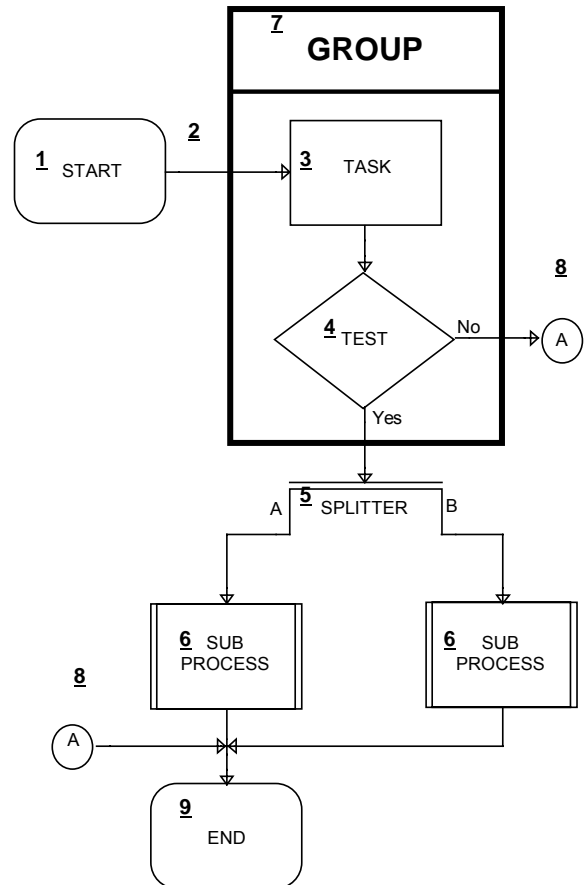 7
GROUP
2
1 START
3 TASK
8
4 TEST
No
A
Yes
A
5 SPLITTER
B
6 SUB
PROCESS
6 SUB
PROCESS
8
A
9
END